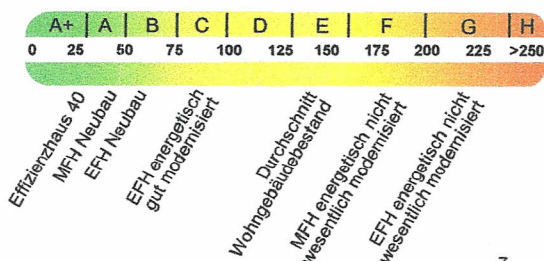 A+ A B C D E F G H
0 25 50 75 100 125 150 175 200 225 >250
Effizienzhaus 40
MFH Neubau
EFH Neubau
EFH energetisch
gut modernisiert
Durchschnitt
Wohngebäudebestand
MFH energetisch nicht
wesentlich modernisiert
EFH energetisch nicht
wesentlich modernisiert